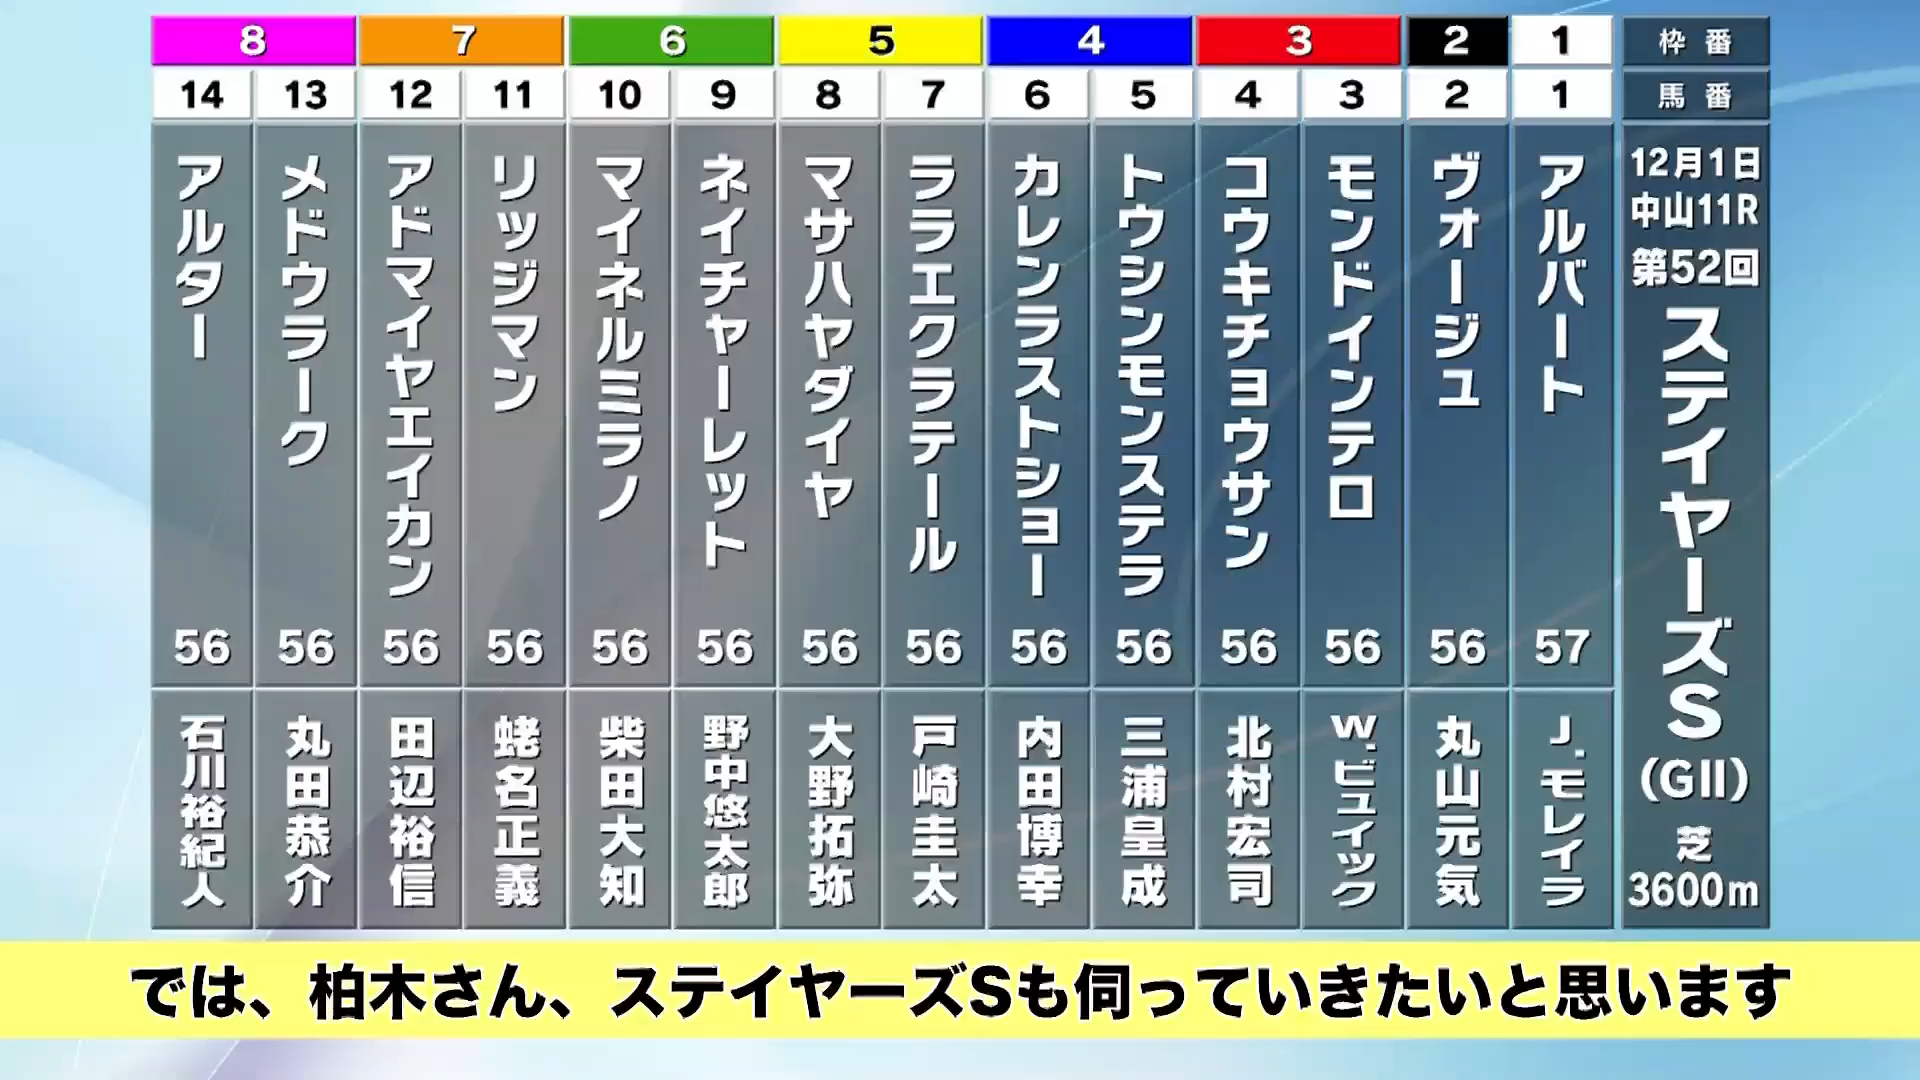 枠番
1
2
3
4
5
6
7
8
馬番
1
2
3
4
5
6
7
8
9
10
11
12
13
14
12月1日
中山11R
第52回
ステイヤーズS
(GII)
芝
3600m
アルバート
57
J.モレイラ
ヴォージュ
56
丸山元気
モンドインテロ
56
W.ビュイック
コウキチョウサン
56
北村宏司
トウシンモンステラ
56
三浦皇成
カレンラストショー
56
内田博幸
ララエクラテール
56
戸崎圭太
マサハヤダイヤ
56
大野拓弥
ネイチャーレット
56
野中悠太郎
マイネルミラノ
56
柴田大知
リッジマン
56
蛯名正義
アドマイヤエイカン
56
田辺裕信
メドウラーク
56
丸田恭介
アルター
56
石川裕紀人
では、柏木さん、ステイヤーズSも伺っていきたいと思います